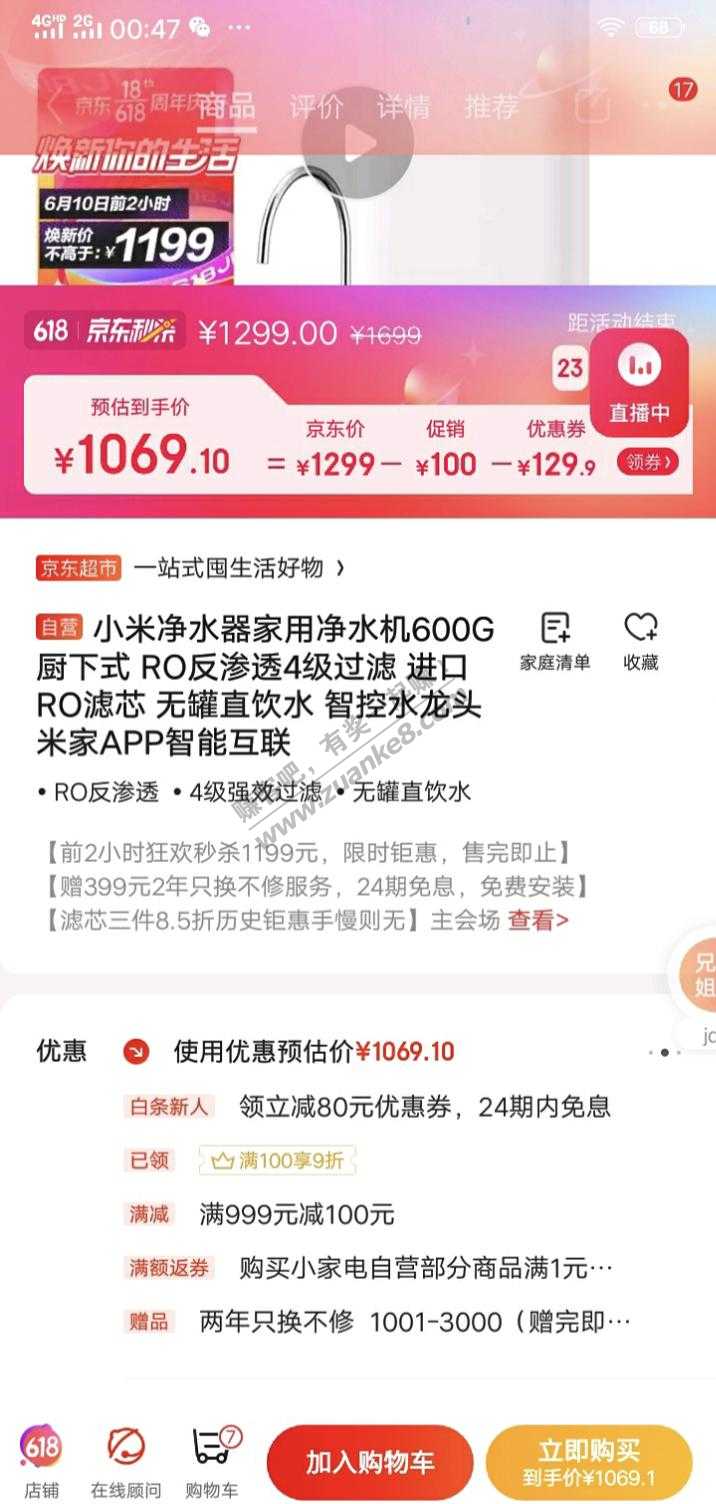 4GHD 2G 00:47 ··· 68
17
京东618 18th 周年庆
商品 评价 详情 推荐
焕新你的生活
6月10日前2小时
焕新价
不高于:¥1199
618 京东秒杀 ¥1299.00 ¥1699
距活动结束
23
直播中
预估到手价 京东价 促销 优惠券
¥1069.10 = ¥1299 — ¥100 — ¥129.9 领券>
京东超市 一站式囤生活好物 >
自营 小米净水器家用净水机600G
厨下式 RO反渗透4级过滤 进口
RO滤芯 无罐直饮水 智控水龙头
米家APP智能互联
家庭清单 收藏
赚客吧，有奖一起赚！
www.zuanke8.com
• RO反渗透 • 4级强效过滤 • 无罐直饮水
【前2小时狂欢秒杀1199元，限时钜惠，售完即止】
【赠399元2年只换不修服务，24期免息，免费安装】
【滤芯三件8.5折历史钜惠手慢则无】主会场 查看>
兄
姐
优惠 使用优惠预估价¥1069.10
白条新人 领立减80元优惠券，24期内免息
已领 满100享9折
满减 满999元减100元
满额返券 购买小家电自营部分商品满1元…
赠品 两年只换不修 1001-3000（赠完即…
618 7
店铺 在线顾问 购物车
加入购物车
立即购买
到手价¥1069.1